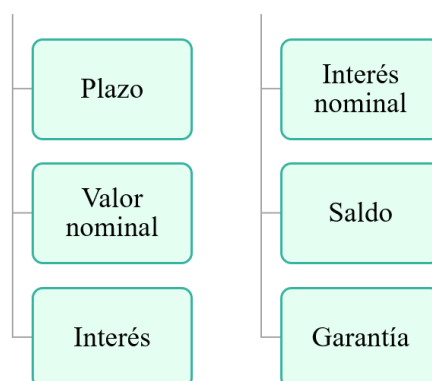 Plazo
Valor
nominal
Interés
Interés
nominal
Saldo
Garantía